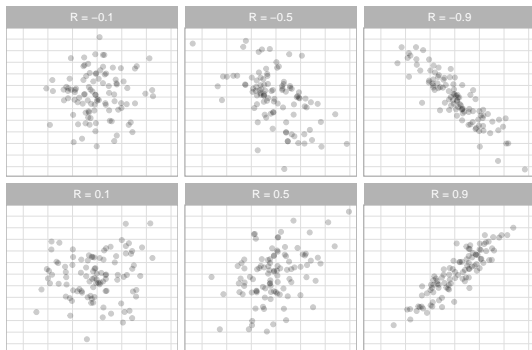 R = −0.1
R = −0.5
R = −0.9
R = 0.1
R = 0.5
R = 0.9